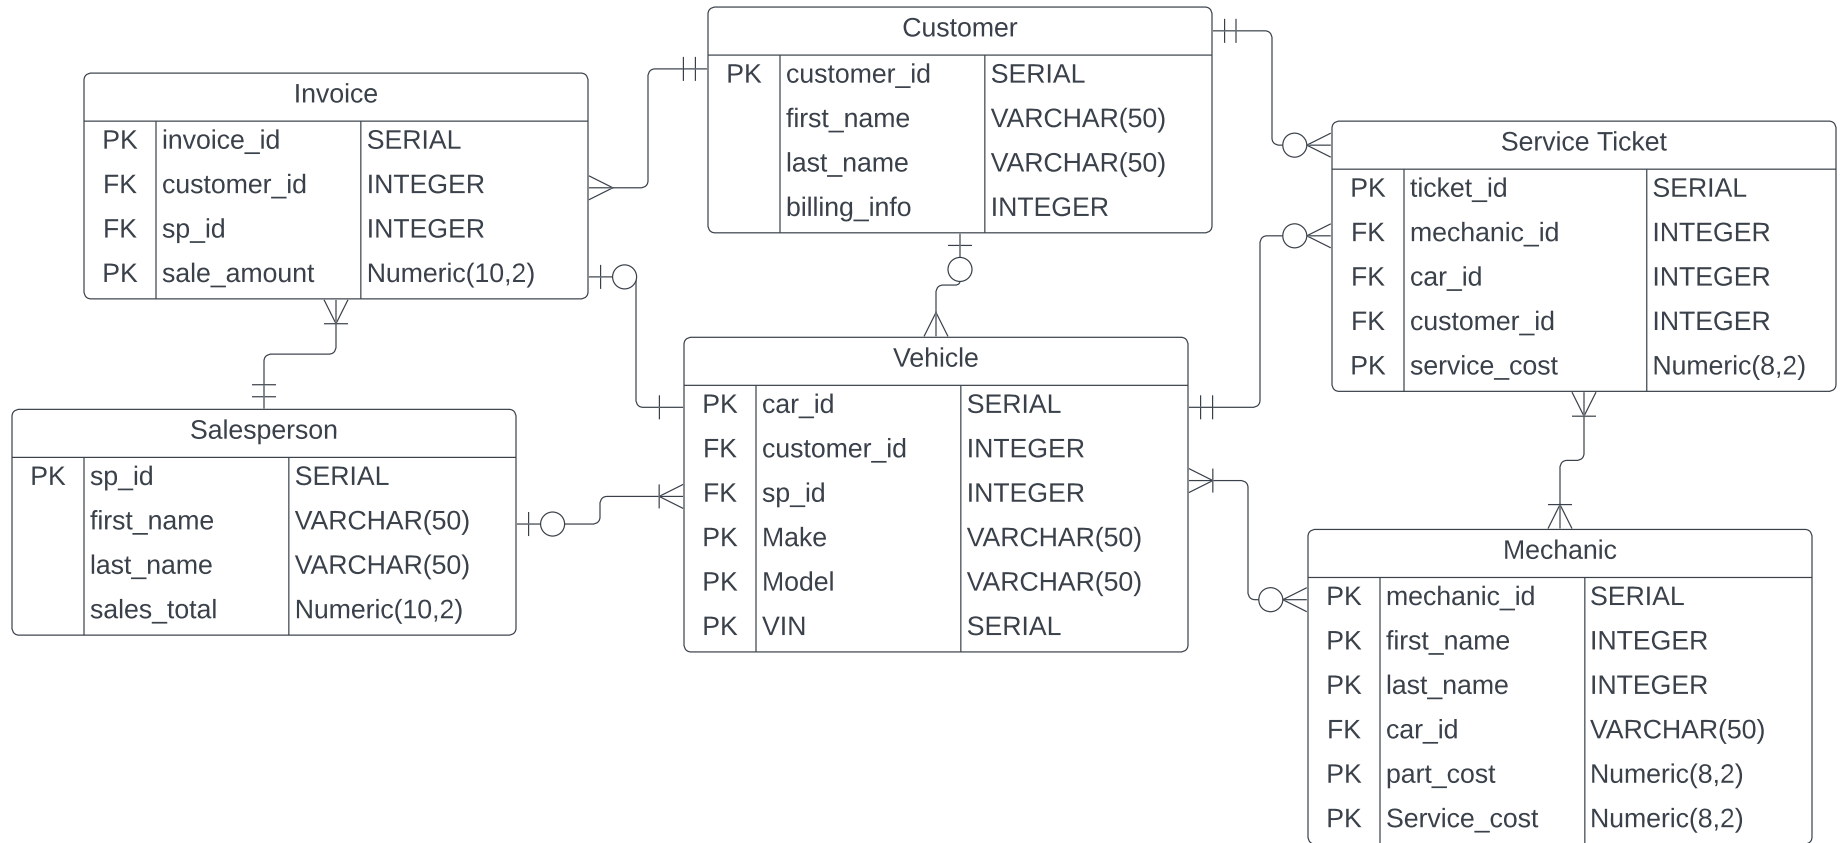 Customer
PK customer_id SERIAL
first_name VARCHAR(50)
last_name VARCHAR(50)
billing_info INTEGER
Invoice
PK invoice_id SERIAL
FK customer_id INTEGER
FK sp_id INTEGER
PK sale_amount Numeric(10,2)
Service Ticket
PK ticket_id SERIAL
FK mechanic_id INTEGER
FK car_id INTEGER
FK customer_id INTEGER
PK service_cost Numeric(8,2)
Vehicle
PK car_id SERIAL
FK customer_id INTEGER
FK sp_id INTEGER
PK Make VARCHAR(50)
PK Model VARCHAR(50)
PK VIN SERIAL
Salesperson
PK sp_id SERIAL
first_name VARCHAR(50)
last_name VARCHAR(50)
sales_total Numeric(10,2)
Mechanic
PK mechanic_id SERIAL
PK first_name INTEGER
PK last_name INTEGER
FK car_id VARCHAR(50)
PK part_cost Numeric(8,2)
PK Service_cost Numeric(8,2)